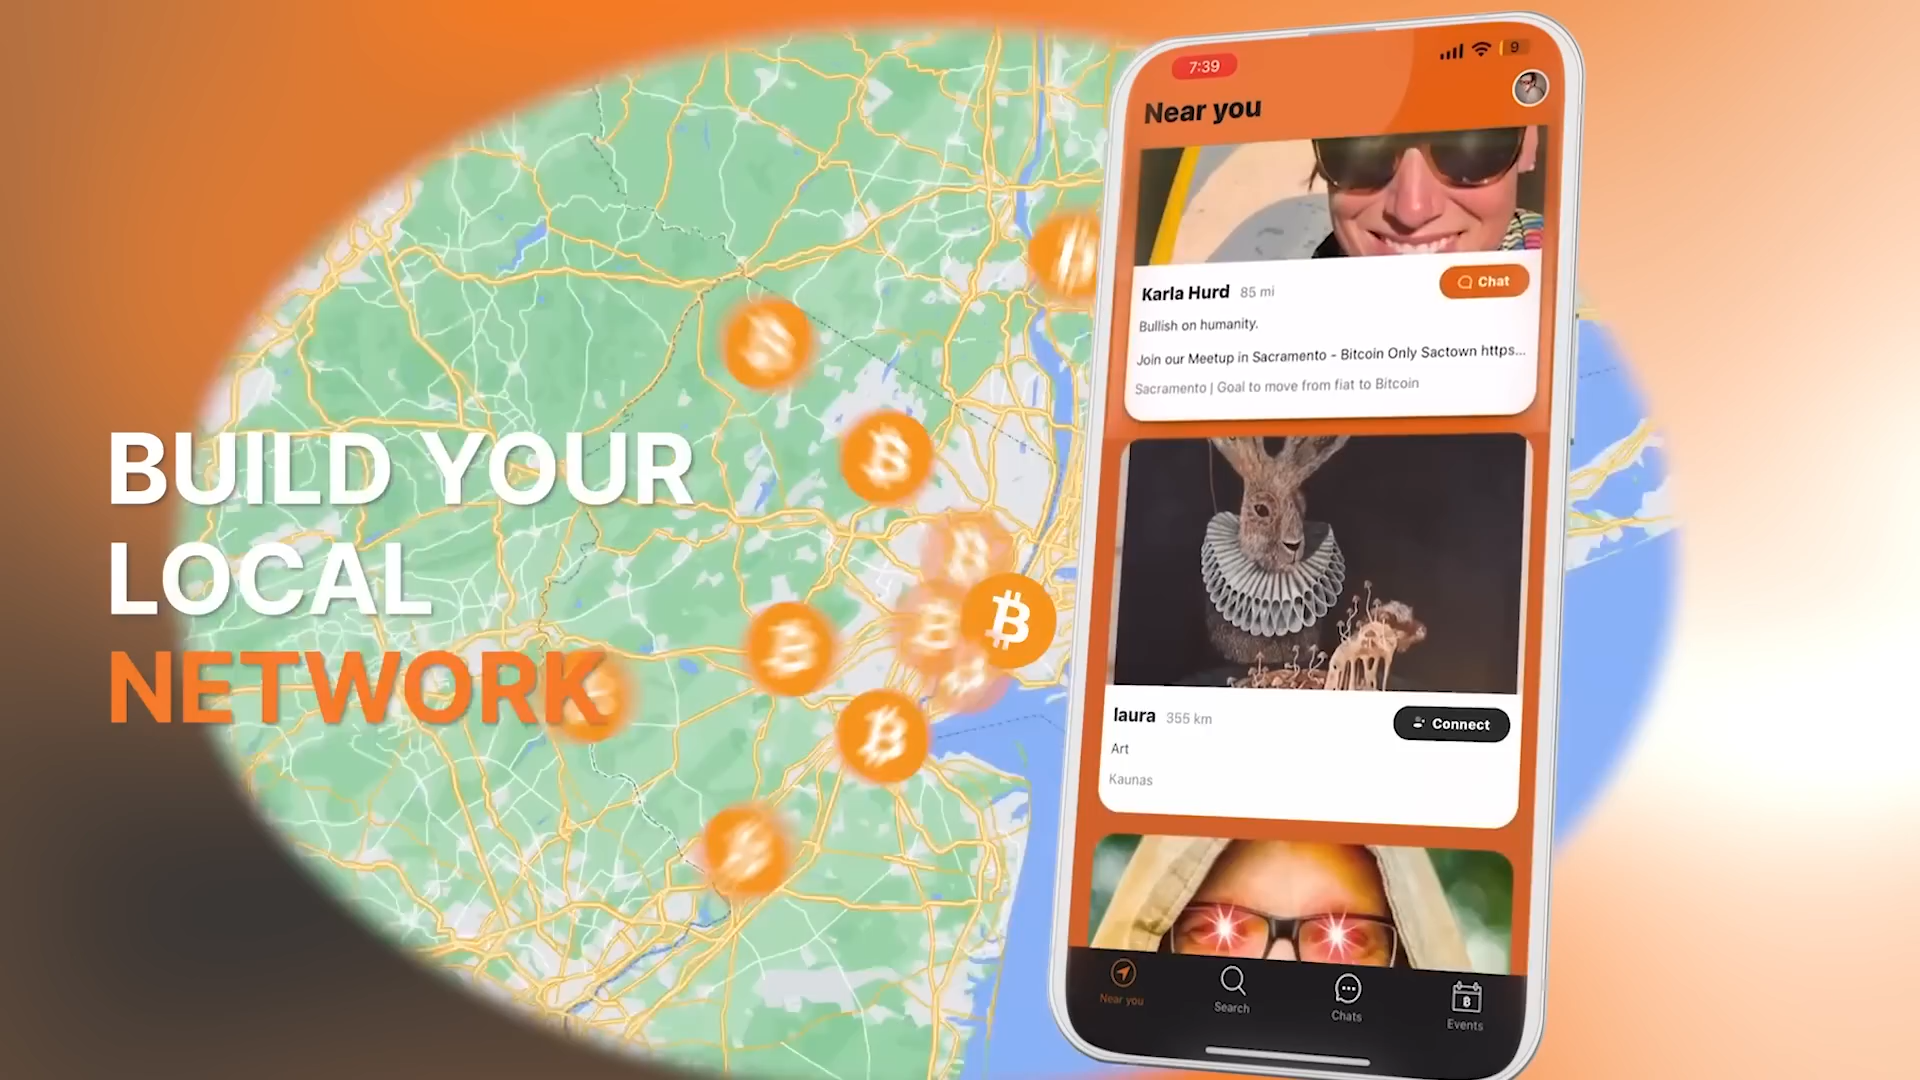 BUILD YOUR
LOCAL
NETWORK
7:39
9
Near you
Karla Hurd 85 mi
Chat
Bullish on humanity.
Join our Meetup in Sacramento - Bitcoin Only Sactown https...
Sacramento | Goal to move from fiat to Bitcoin
laura 355 km
Connect
Art
Kaunas
Near you
Search
Chats
Events